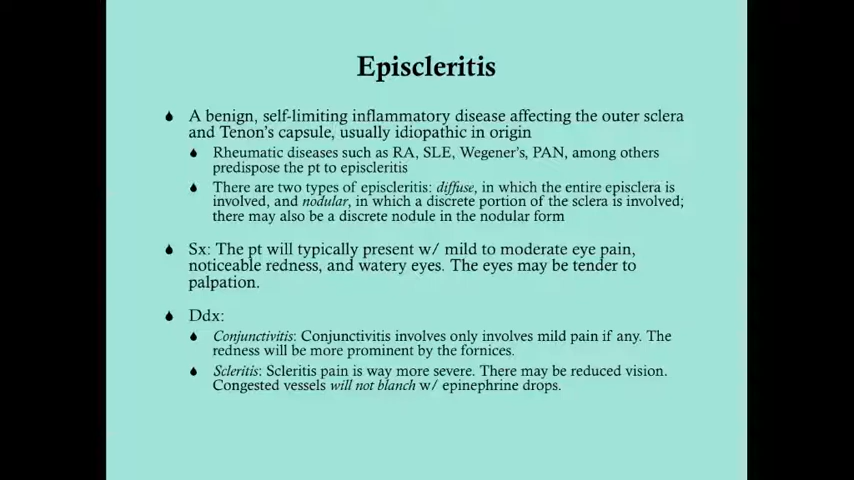 Episcleritis
A benign, self-limiting inflammatory disease affecting the outer sclera
and Tenon's capsule, usually idiopathic in origin
Rheumatic diseases such as RA, SLE, Wegener's, PAN, among others
predispose the pt to episcleritis
There are two types of episcleritis: diffuse, in which the entire episclera is
involved, and nodular, in which a discrete portion of the sclera is involved;
there may also be a discrete nodule in the nodular form
Sx: The pt will typically present w/ mild to moderate eye pain,
noticeable redness, and watery eyes. The eyes may be tender to
palpation.
Ddx:
Conjunctivitis: Conjunctivitis involves only involves mild pain if any. The
redness will be more prominent by the fornices.
Scleritis: Scleritis pain is way more severe. There may be reduced vision.
Congested vessels will not blanch w/ epinephrine drops.